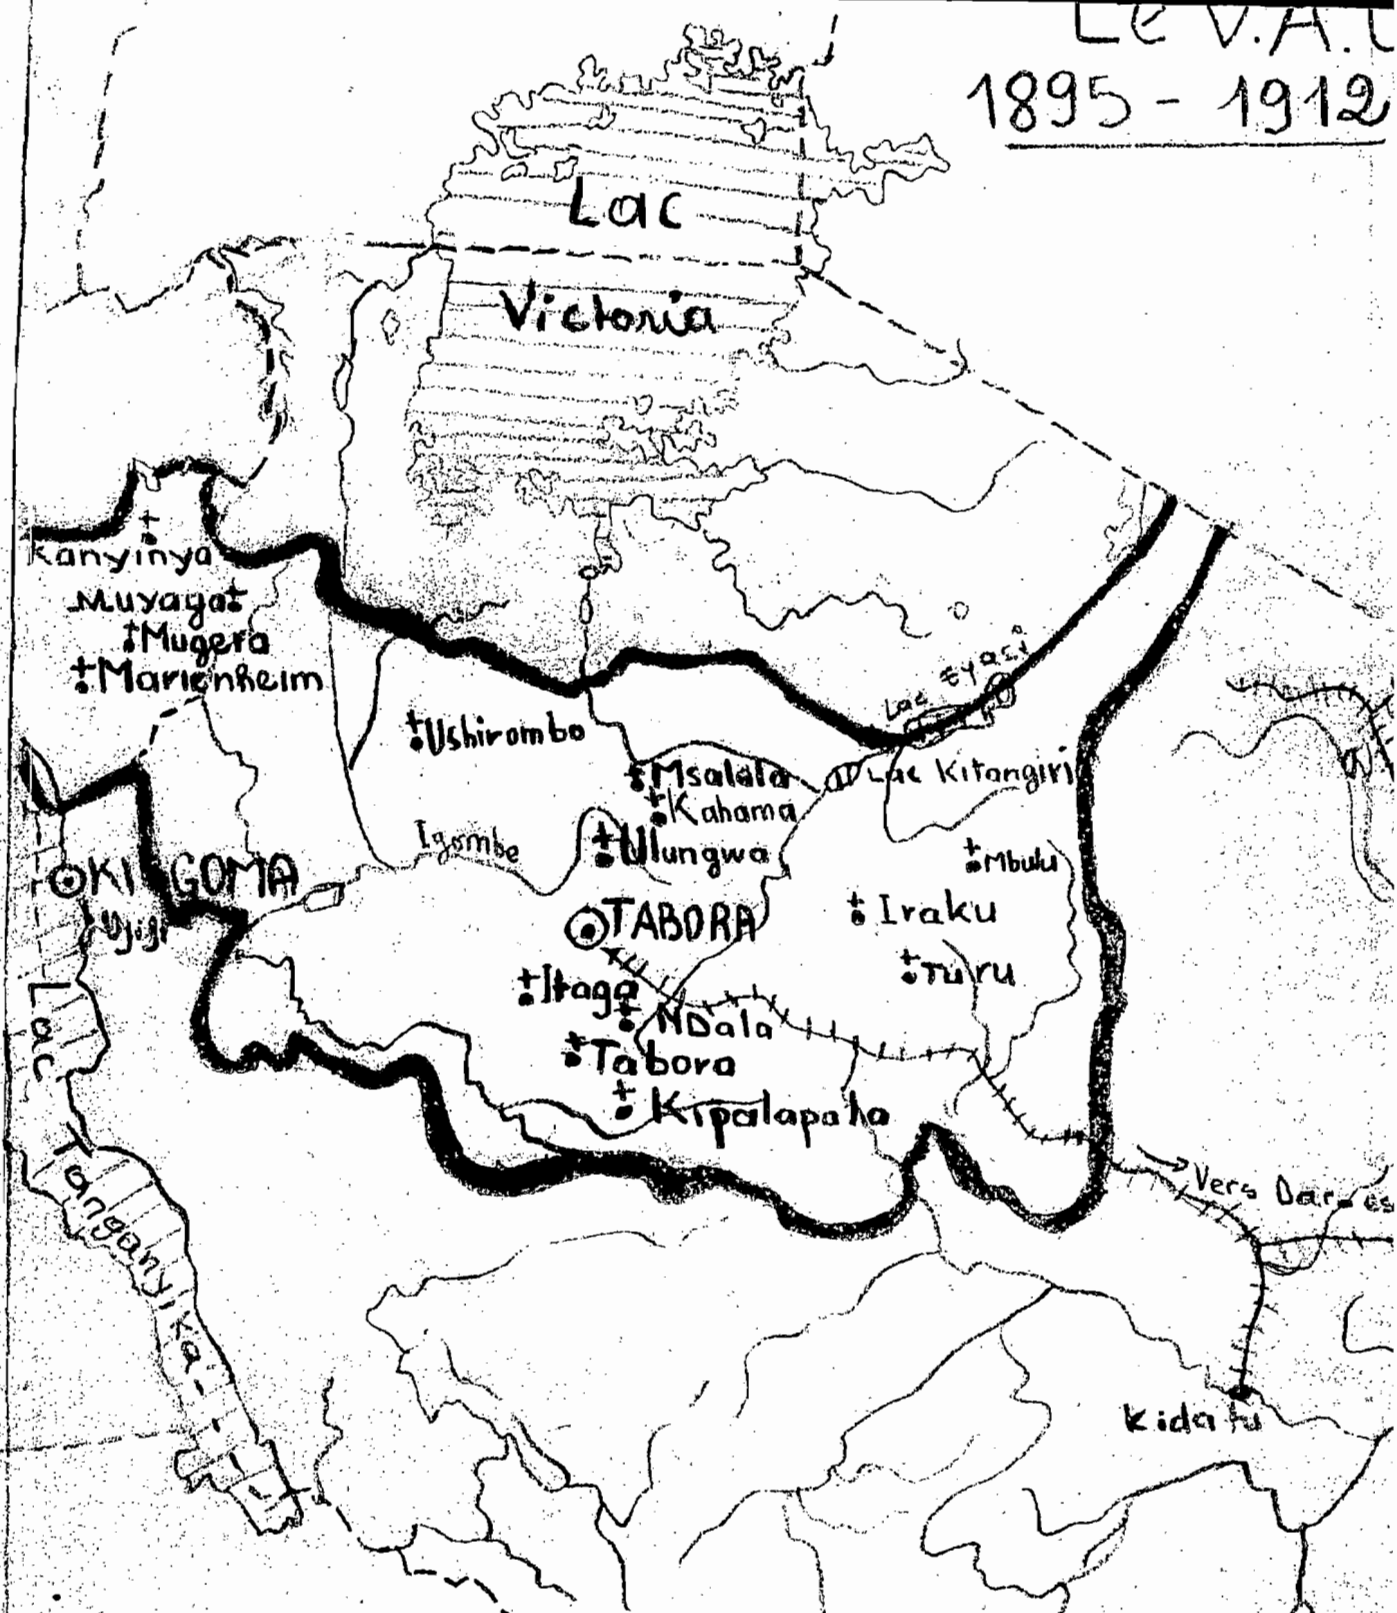 Le V.A.
1895 - 1912
Lac
Victoria
Kanyinya
Muyaga
Mugera
Marienheim
Lac Eyasi
Ushirombo
Msalala
Lac Kitangiri
Kahama
Igombe
Ulungwa
Mbulu
KIGOMA
Ujiji
TABORA
Iraku
Turu
Itaga
NDala
Tabora
Kipalapala
Lac
Tanganyika
Vers Dar-es
Kidatu